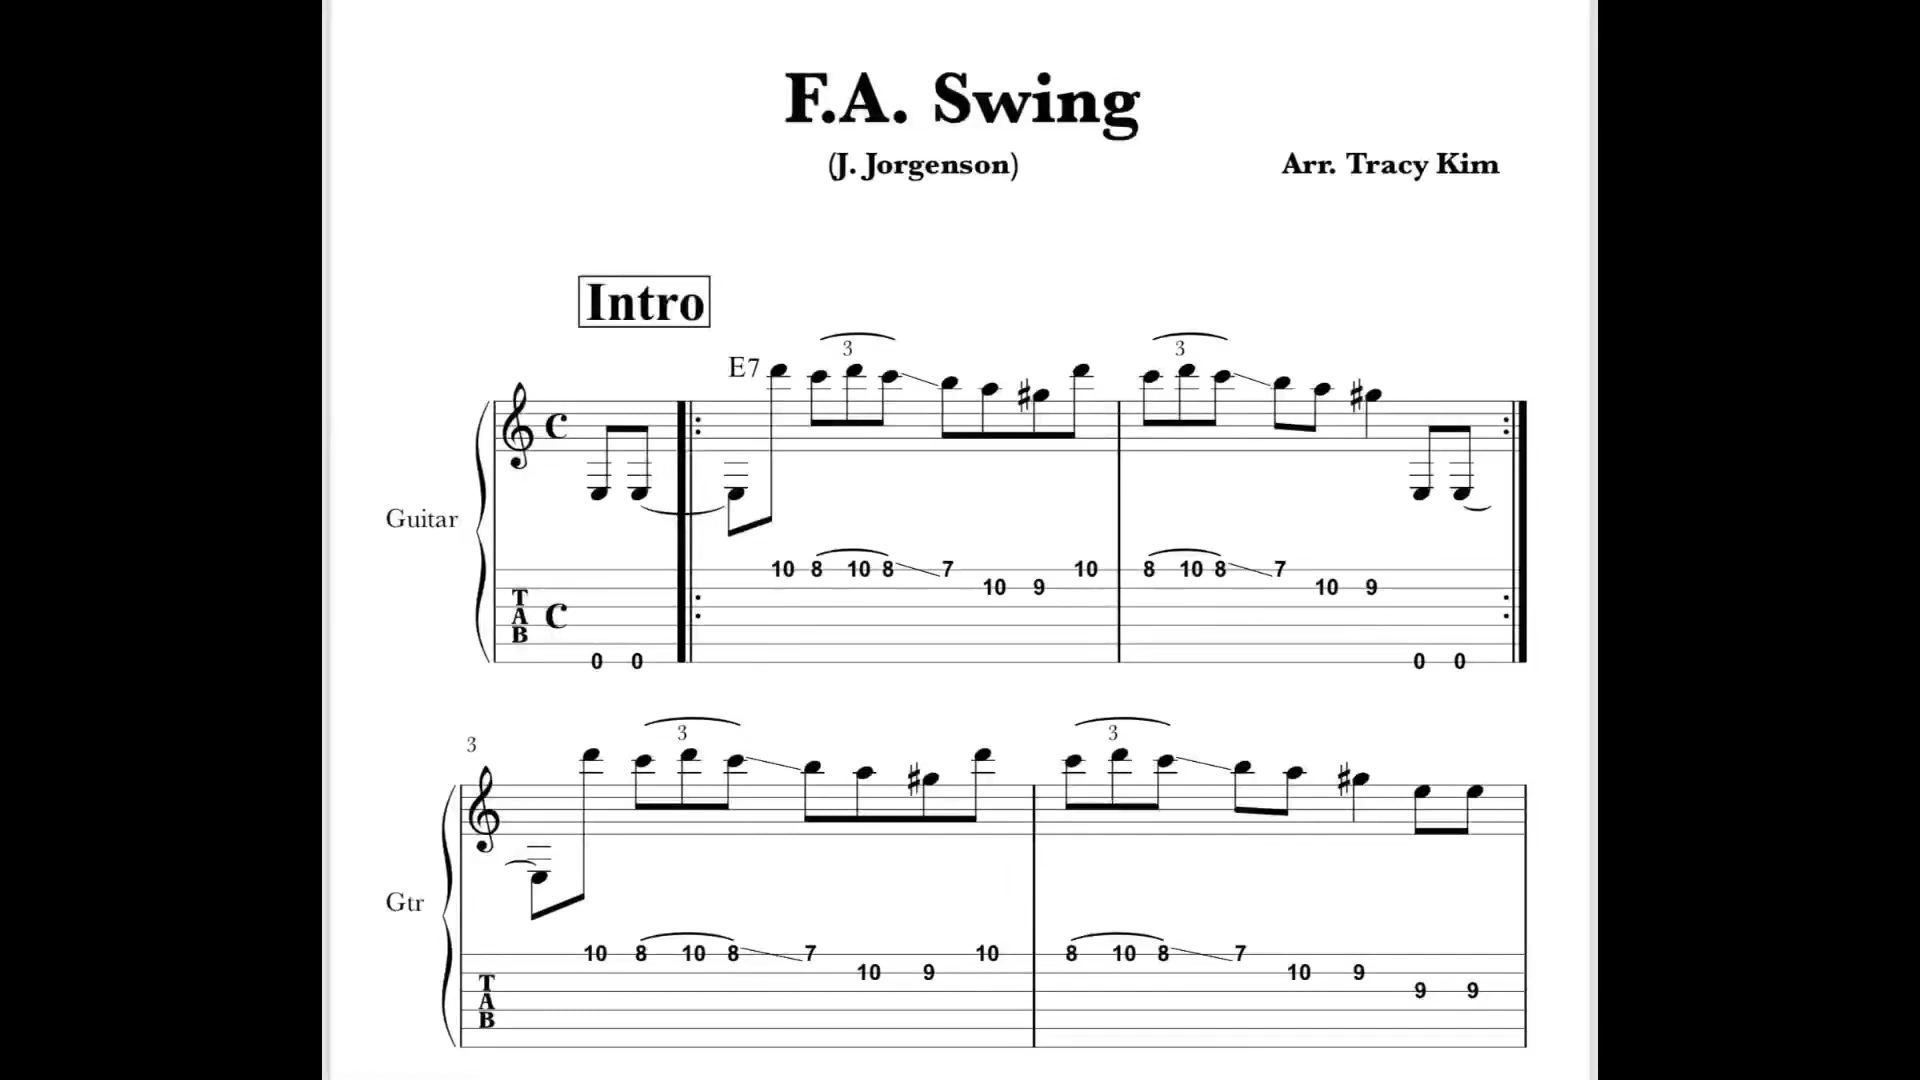 F.A. Swing
(J. Jorgenson) Arr. Tracy Kim
Intro
E7 3 3
C
Guitar
10 8 10 8 7 10 9 10 8 10 8 7 10 9
T
A
B
C
0 0 0 0
3 3 3
Gtr
10 8 10 8 7 10 9 10 8 10 8 7 10 9 9 9
T
A
B